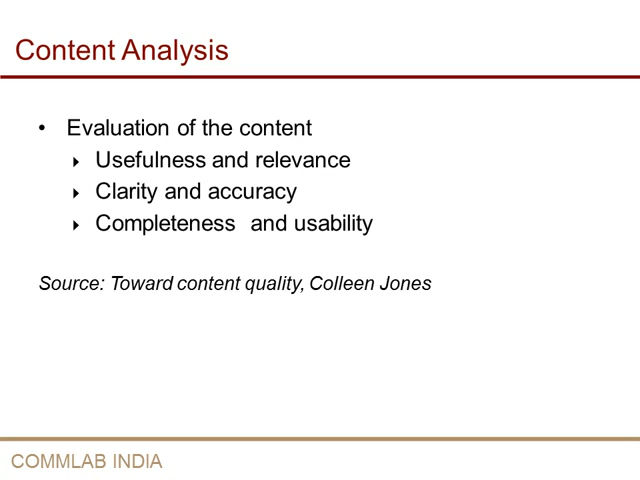 Content Analysis
• Evaluation of the content
Usefulness and relevance
Clarity and accuracy
Completeness and usability
Source: Toward content quality, Colleen Jones
COMMLAB INDIA